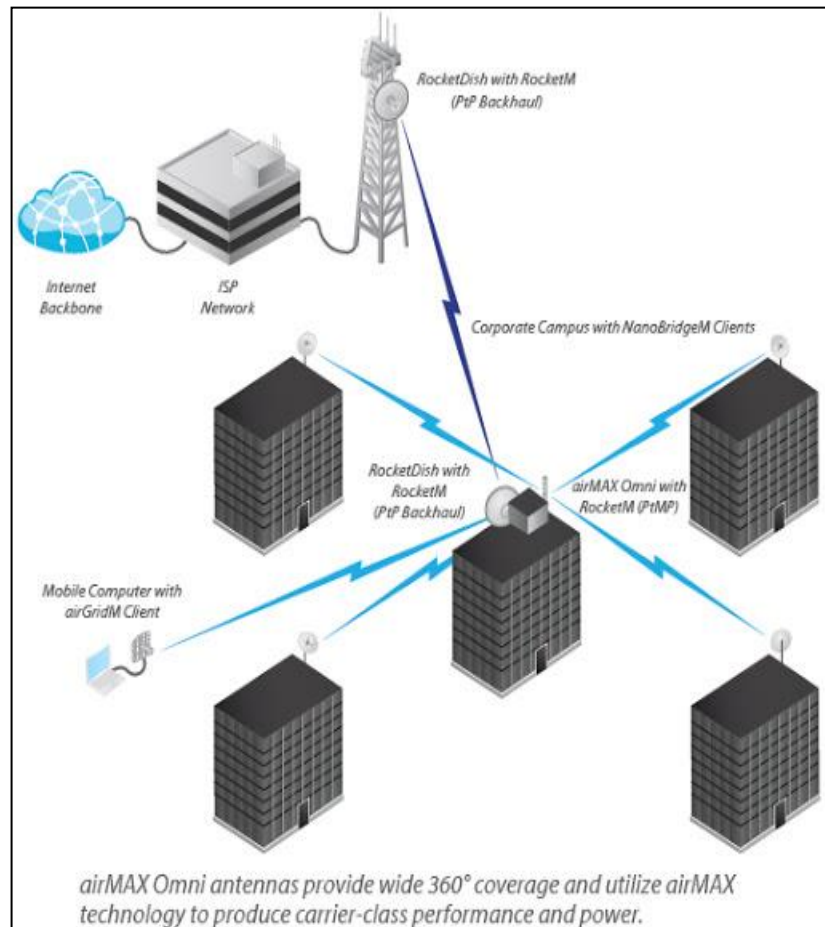 RocketDish with RocketM
(PtP Backhaul)
Internet
Backbone
ISP
Network
Corporate Campus with NanoBridgeM Clients
RocketDish with
RocketM
(PtP Backhaul)
airMAX Omni with
RocketM (PtMP)
Mobile Computer with
airGridM Client
airMAX Omni antennas provide wide 360° coverage and utilize airMAX
technology to produce carrier-class performance and power.